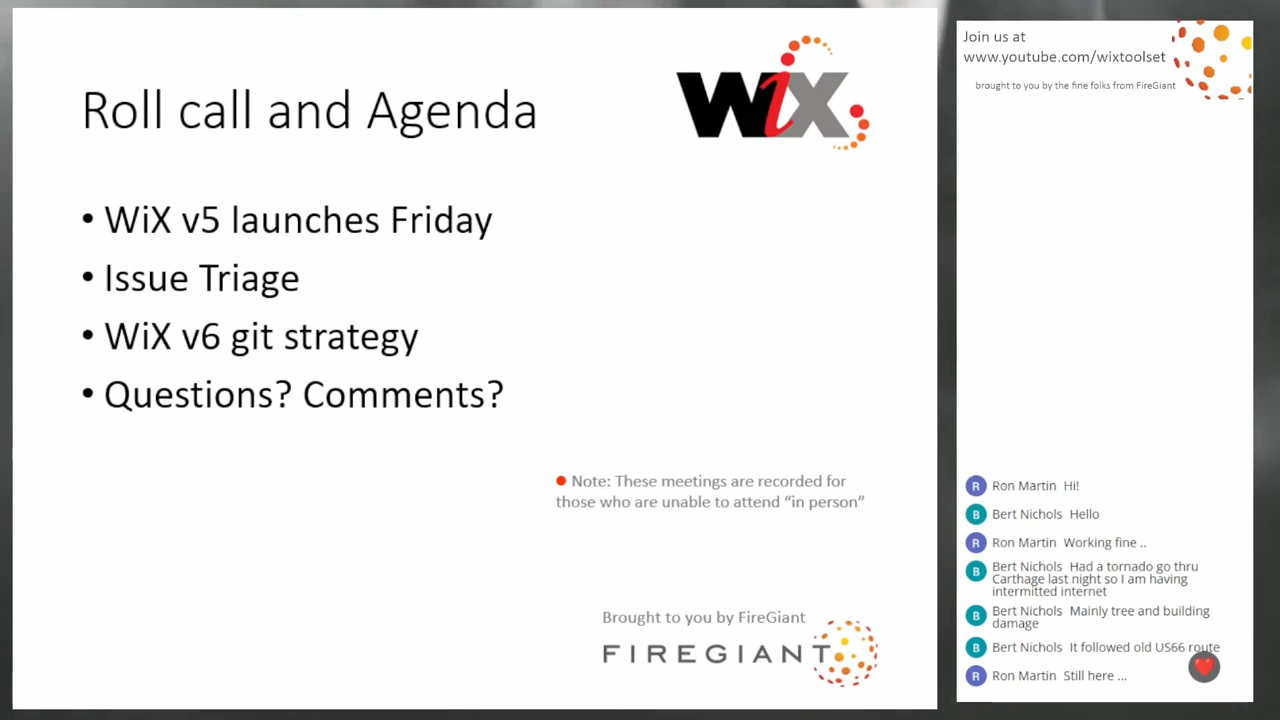 Roll call and Agenda
WiX
• WiX v5 launches Friday
• Issue Triage
• WiX v6 git strategy
• Questions? Comments?
Note: These meetings are recorded for
those who are unable to attend “in person”
Brought to you by FireGiant
FIREGIANT
Join us at
www.youtube.com/wixtoolset
brought to you by the fine folks from FireGiant
R Ron Martin Hi!
B Bert Nichols Hello
R Ron Martin Working fine ..
B Bert Nichols Had a tornado go thru
Carthage last night so I am having
intermitted internet
B Bert Nichols Mainly tree and building
damage
B Bert Nichols It followed old US66 route
R Ron Martin Still here ...